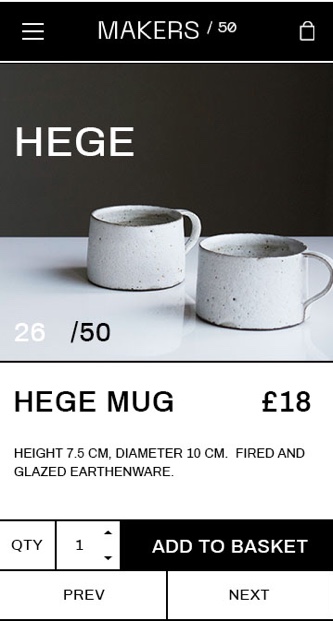 MAKERS / 50
HEGE
26 /50
HEGE MUG £18
HEIGHT 7.5 CM, DIAMETER 10 CM. FIRED AND
GLAZED EARTHENWARE.
QTY 1 ADD TO BASKET
PREV NEXT